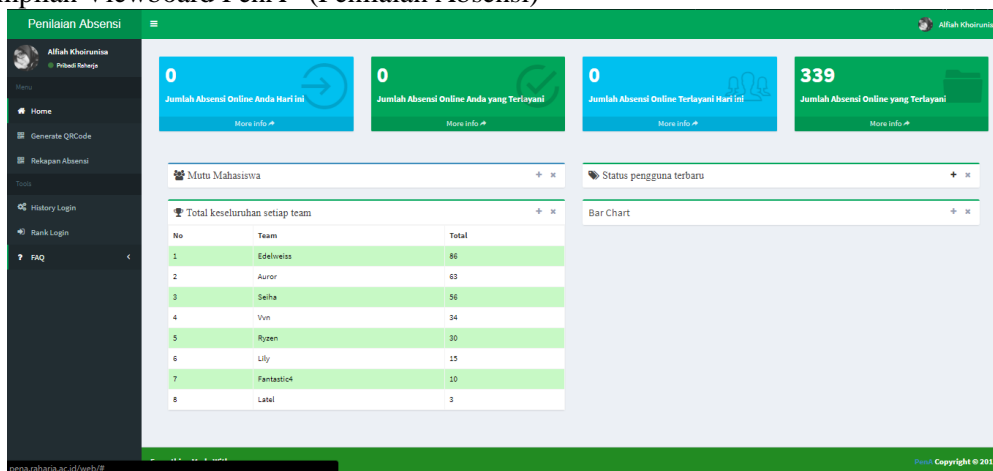 Penilaian Absensi
Alfiah Khoirunis
Alfiah Khoirunisa
Pribadi Raharja
Menu
Home
Generate QRCode
Rekapan Absensi
Tools
History Login
Rank Login
? FAQ
0
Jumlah Absensi Online Anda Hari ini
More info
0
Jumlah Absensi Online Anda yang Terlayani
More info
0
Jumlah Absensi Online Terlayani Hari ini
More info
339
Jumlah Absensi Online yang Terlayani
More info
Mutu Mahasiswa
Status pengguna terbaru
Total keseluruhan setiap team
Bar Chart
No Team Total
1 Edelweiss 86
2 Auror 63
3 Seiha 56
4 Vvn 34
5 Ryzen 30
6 Lily 15
7 Fantastic4 10
8 Latel 3
Copyright © 201
pena.raharja.ac.id/web/#